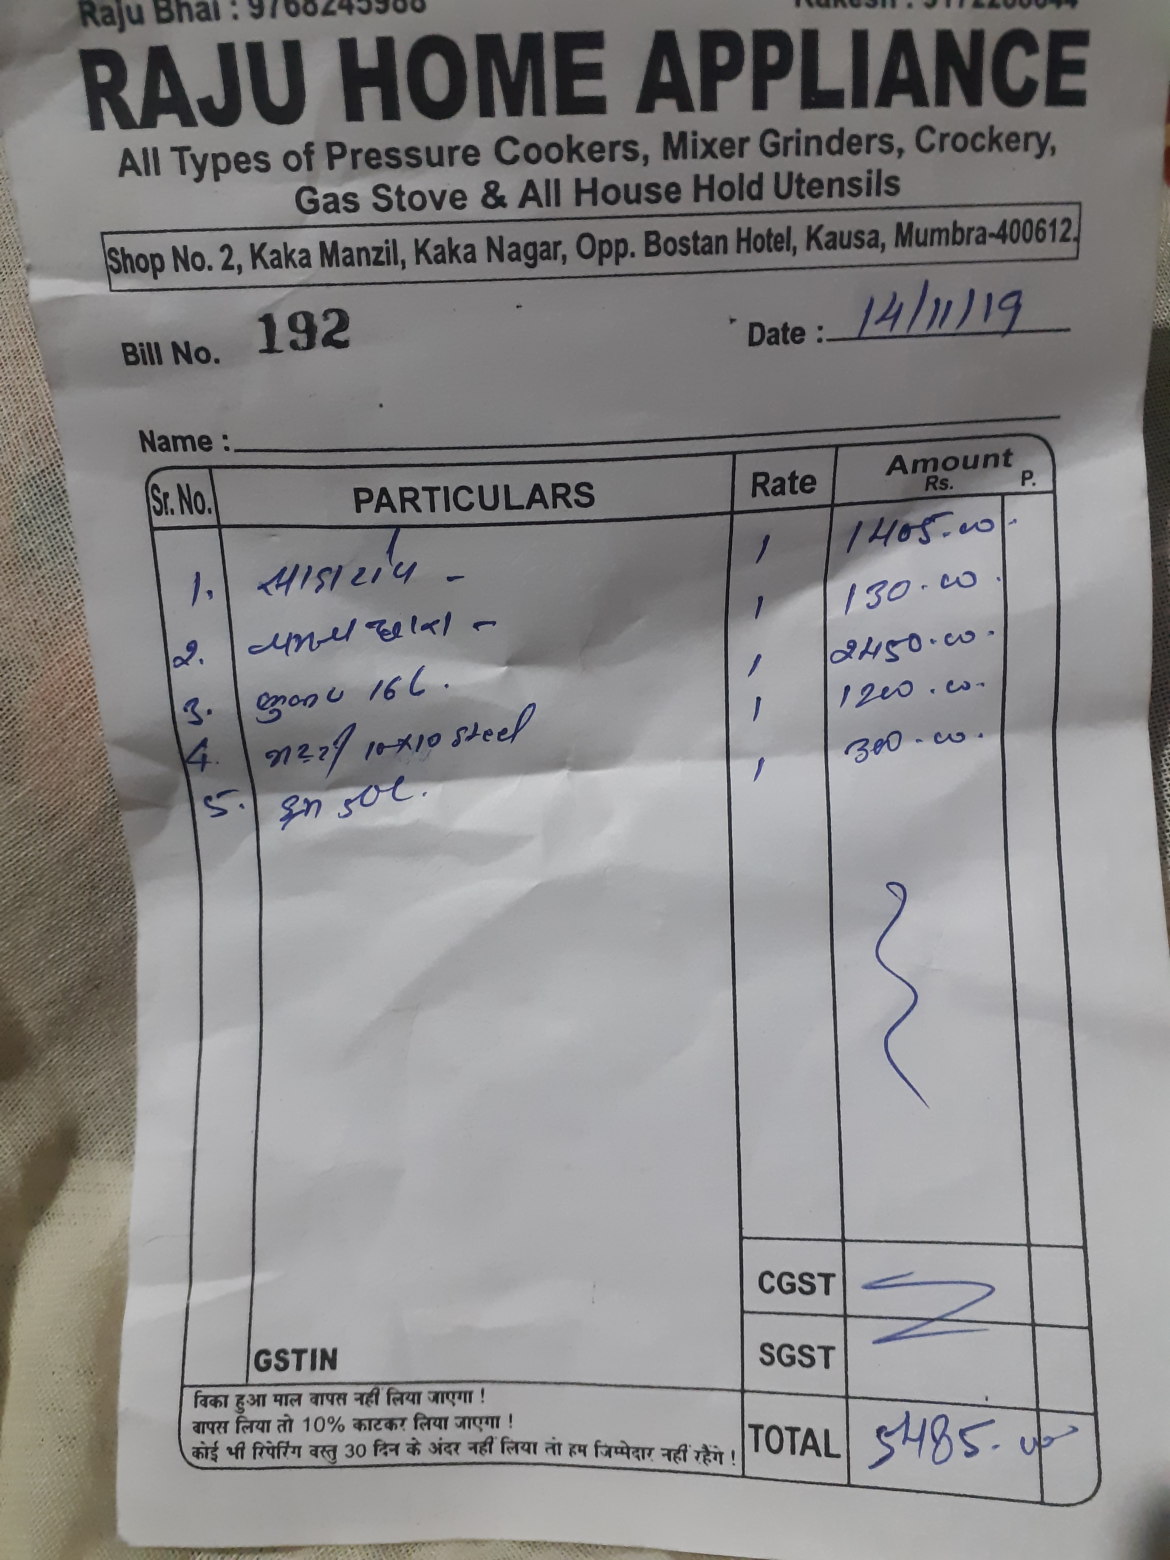 Raju Bhai : 9768245988
RAJU HOME APPLIANCE
All Types of Pressure Cookers, Mixer Grinders, Crockery,
Gas Stove & All House Hold Utensils
Shop No. 2, Kaka Manzil, Kaka Nagar, Opp. Bostan Hotel, Kausa, Mumbra-400612.
Bill No. 192 Date : 14/11/19
Name :
Sr. No. PARTICULARS Rate Amount
Rs. P.
1. 1 1405.00
2. 1 130.00
3. 16L. 1 2450.00
4. 10x10 steel 1 1200.00
5. 1 300.00
CGST
GSTIN SGST
विका हुआ माल वापस नहीं लिया जाएगा !
वापस लिया तो 10% काटकर लिया जाएगा !
कोई भी रिपेरिंग वस्तु 30 दिन के अंदर नहीं लिया तो हम जिम्मेदार नहीं रहेंगे !
TOTAL 5485.00